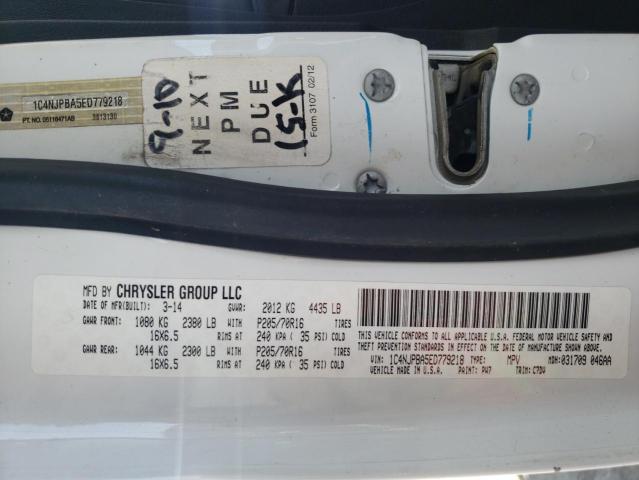 1C4NJPBA5ED779218
PT. NO. 05116471AB
9-10
NEXT
PM
DUE
15-K
Form 3107 02/12
MFD BY CHRYSLER GROUP LLC
DATE OF MFR(BUILT): 3-14 GVWR: 2012 KG 4435 LB
GAWR FRONT: 1080 KG 2380 LB WITH P205/70R16 TIRES
16X6.5 RIMS AT 240 KPA ( 35 PSI) COLD
GAWR REAR: 1044 KG 2300 LB WITH P205/70R16 TIRES
16X6.5 RIMS AT 240 KPA ( 35 PSI) COLD
THIS VEHICLE CONFORMS TO ALL APPLICABLE U.S.A. FEDERAL MOTOR VEHICLE SAFETY AND
THEFT PREVENTION STANDARDS IN EFFECT ON THE DATE OF MANUFACTURE SHOWN ABOVE.
VIN: 1C4NJPBA5ED779218 TYPE: MPV MDH: 031709 046AA
VEHICLE MADE IN U.S.A. PAINT: PW7 TRIM: C7DV